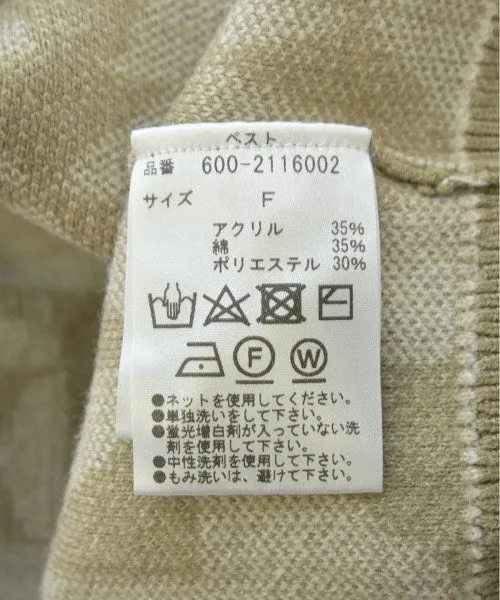 ベスト
品番 600-2116002
サイズ F
アクリル 35%
綿 35%
ポリエステル 30%
F W
●ネットを使用してください。
●単独洗いをして下さい。
●蛍光増白剤が入っていない洗
剤を使用して下さい。
●中性洗剤を使用して下さい。
●もみ洗いは、避けて下さい。